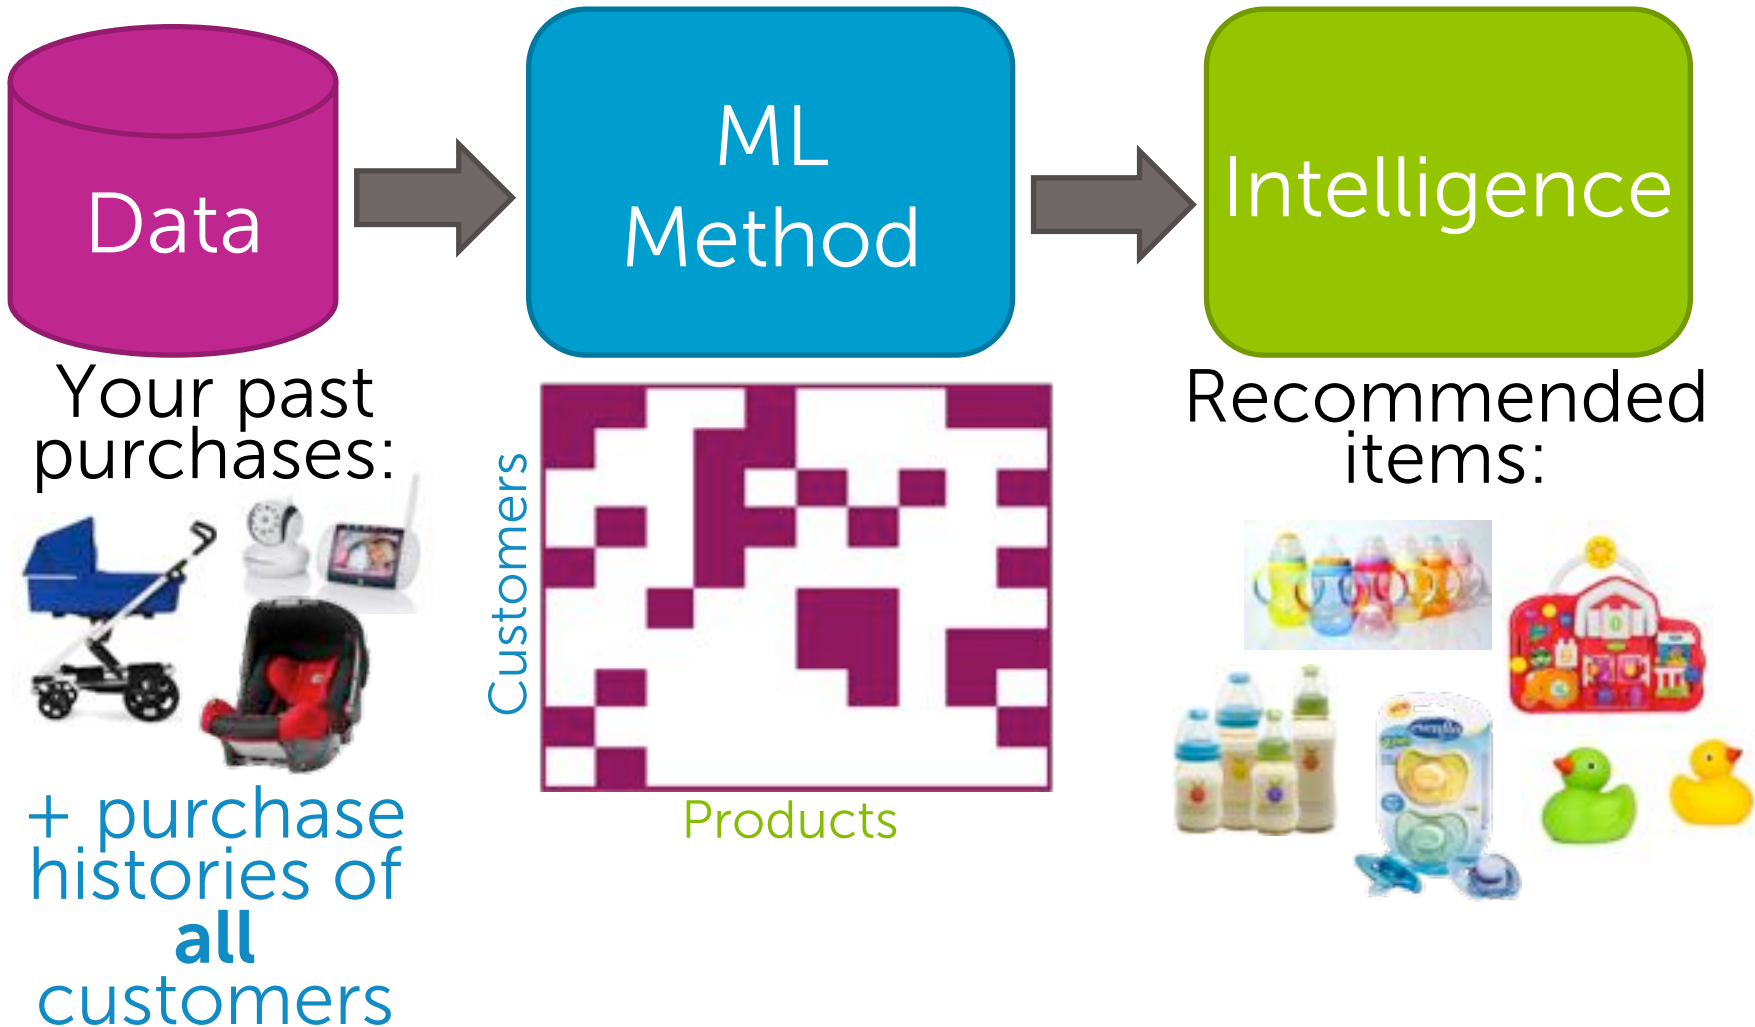 Data
ML
Method
Intelligence
Your past
purchases:
+ purchase
histories of
all
customers
Customers
Products
Recommended
items: